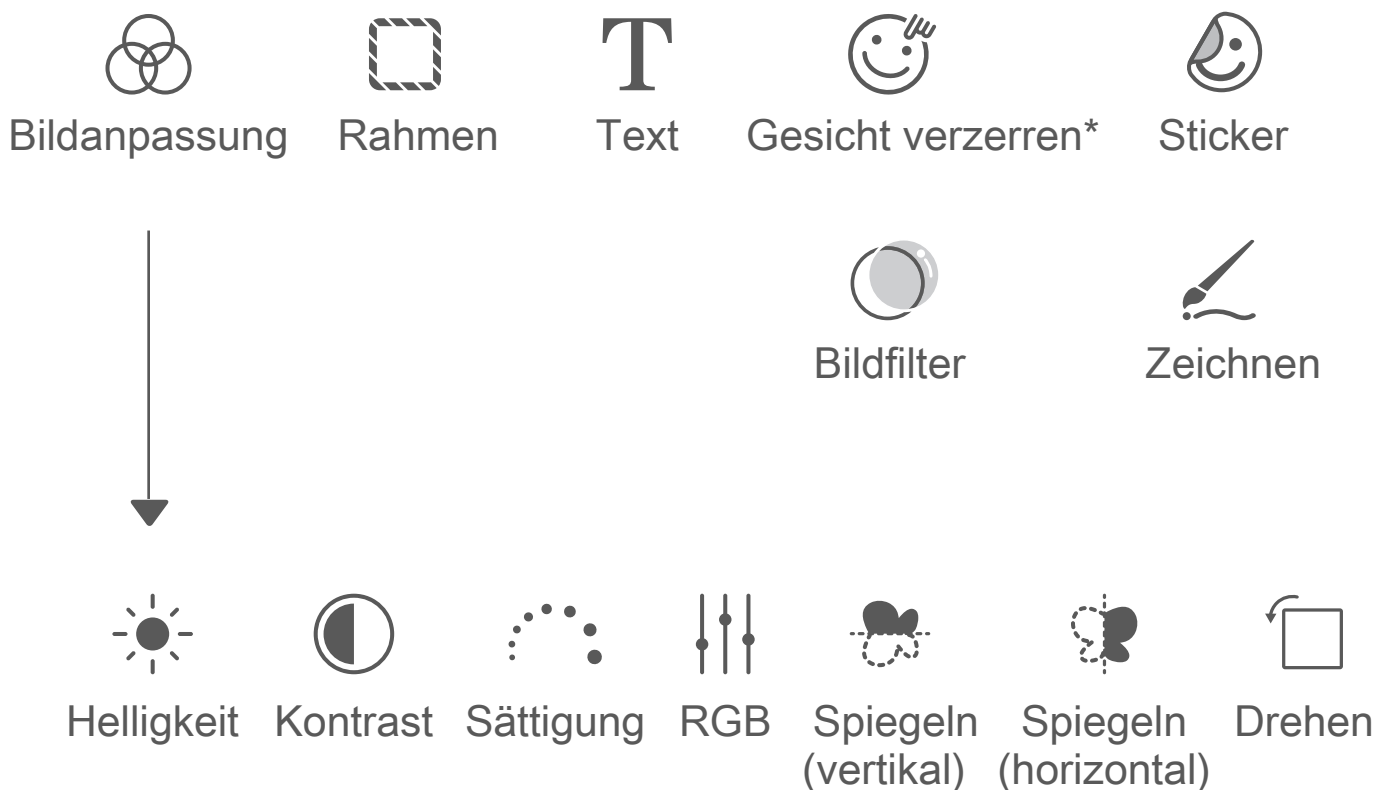 Bildanpassung Rahmen Text Gesicht verzerren* Sticker
Bildfilter Zeichnen
Helligkeit Kontrast Sättigung RGB Spiegeln Spiegeln Drehen
(vertikal) (horizontal)